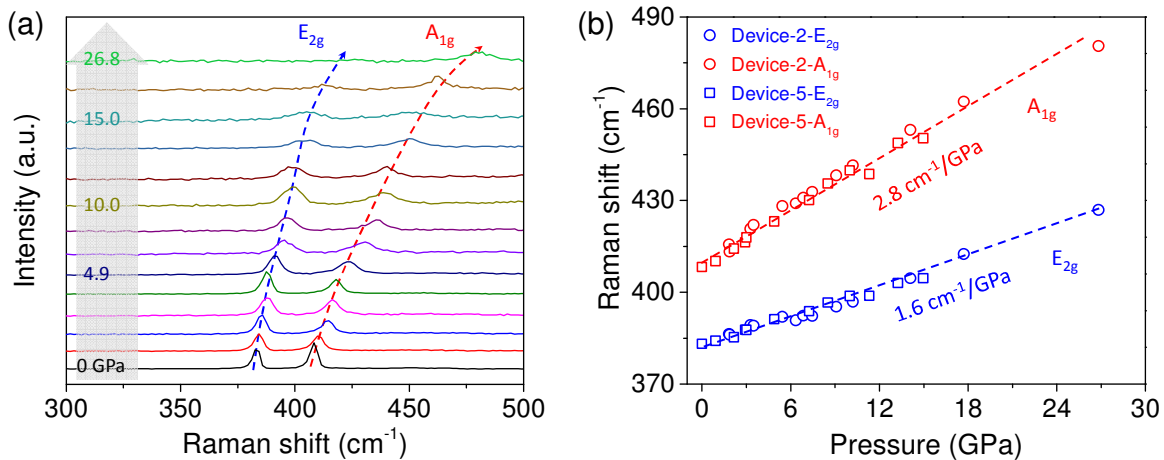 (a)
Intensity (a.u.)
E2g
A1g
26.8
15.0
10.0
4.9
0 GPa
300 350 400 450 500
Raman shift (cm-1)
(b)
Raman shift (cm-1)
490
460
430
400
370
Device-2-E2g
Device-2-A1g
Device-5-E2g
Device-5-A1g
A1g
2.8 cm-1/GPa
E2g
1.6 cm-1/GPa
0 6 12 18 24 30
Pressure (GPa)